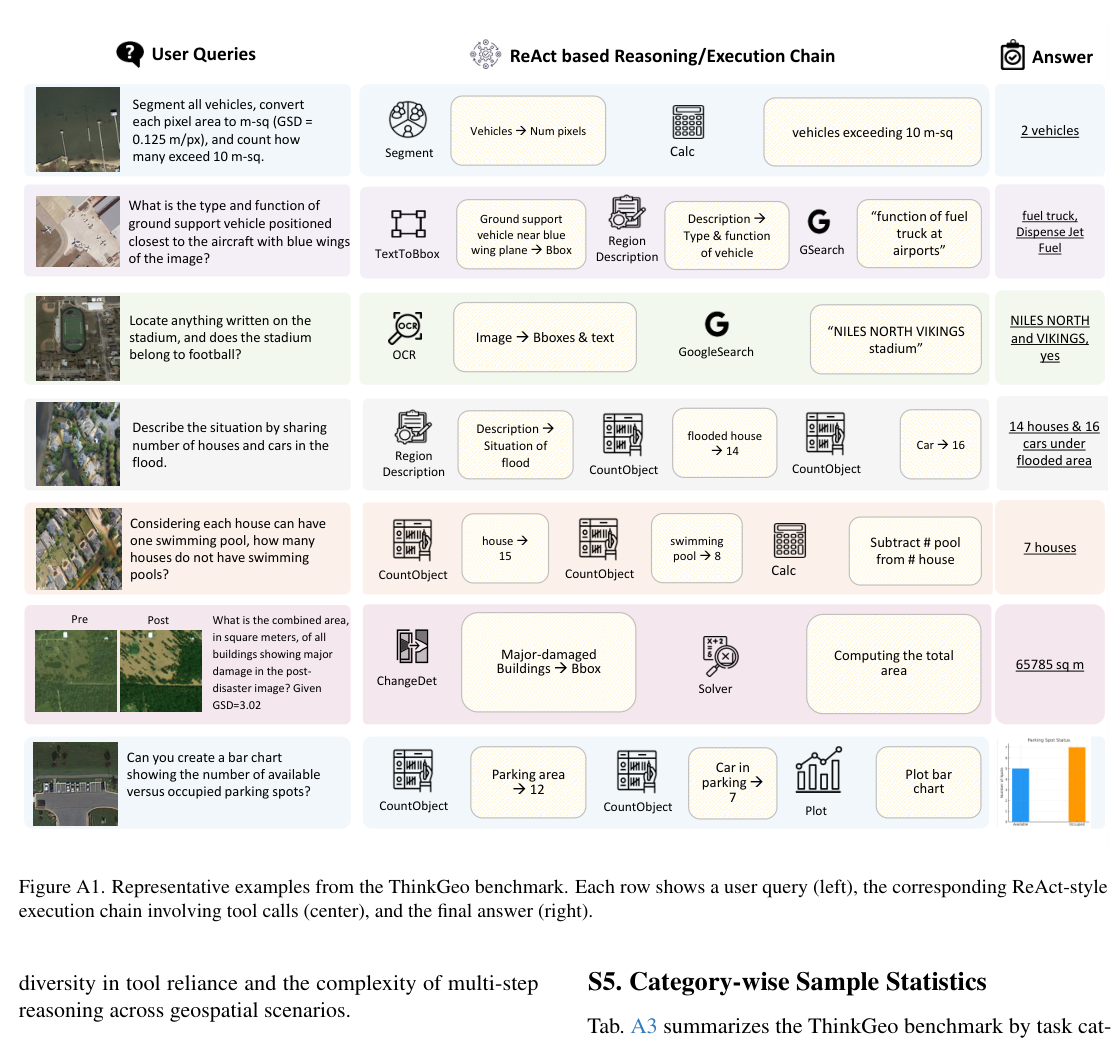 User Queries
ReAct based Reasoning/Execution Chain
Answer
Segment all vehicles, convert
each pixel area to m-sq (GSD =
0.125 m/px), and count how
many exceed 10 m-sq.
Segment
Vehicles → Num pixels
Calc
vehicles exceeding 10 m-sq
2 vehicles
What is the type and function of
ground support vehicle positioned
closest to the aircraft with blue wings
of the image?
TextToBbox
Ground support
vehicle near blue
wing plane → Bbox
Region
Description
Description →
Type & function
of vehicle
GSearch
“function of fuel
truck at
airports”
fuel truck,
Dispense Jet
Fuel
Locate anything written on the
stadium, and does the stadium
belong to football?
OCR
OCR
Image → Bboxes & text
GoogleSearch
“NILES NORTH VIKINGS
stadium”
NILES NORTH
and VIKINGS,
yes
Describe the situation by sharing
number of houses and cars in the
flood.
Region
Description
Description →
Situation of
flood
CountObject
flooded house
→ 14
CountObject
Car → 16
14 houses & 16
cars under
flooded area
Considering each house can have
one swimming pool, how many
houses do not have swimming
pools?
CountObject
house →
15
CountObject
swimming
pool → 8
Calc
Subtract # pool
from # house
7 houses
Pre
Post
What is the combined area,
in square meters, of all
buildings showing major
damage in the post-
disaster image? Given
GSD=3.02
ChangeDet
Major-damaged
Buildings → Bbox
Solver
Computing the total
area
65785 sq m
Can you create a bar chart
showing the number of available
versus occupied parking spots?
CountObject
Parking area
→ 12
CountObject
Car in
parking →
7
Plot
Plot bar
chart
Parking Spot Status
Number of Spots
Available
Occupied
Figure A1. Representative examples from the ThinkGeo benchmark. Each row shows a user query (left), the corresponding ReAct-style
execution chain involving tool calls (center), and the final answer (right).
diversity in tool reliance and the complexity of multi-step
reasoning across geospatial scenarios.
S5. Category-wise Sample Statistics
Tab. A3 summarizes the ThinkGeo benchmark by task cat-